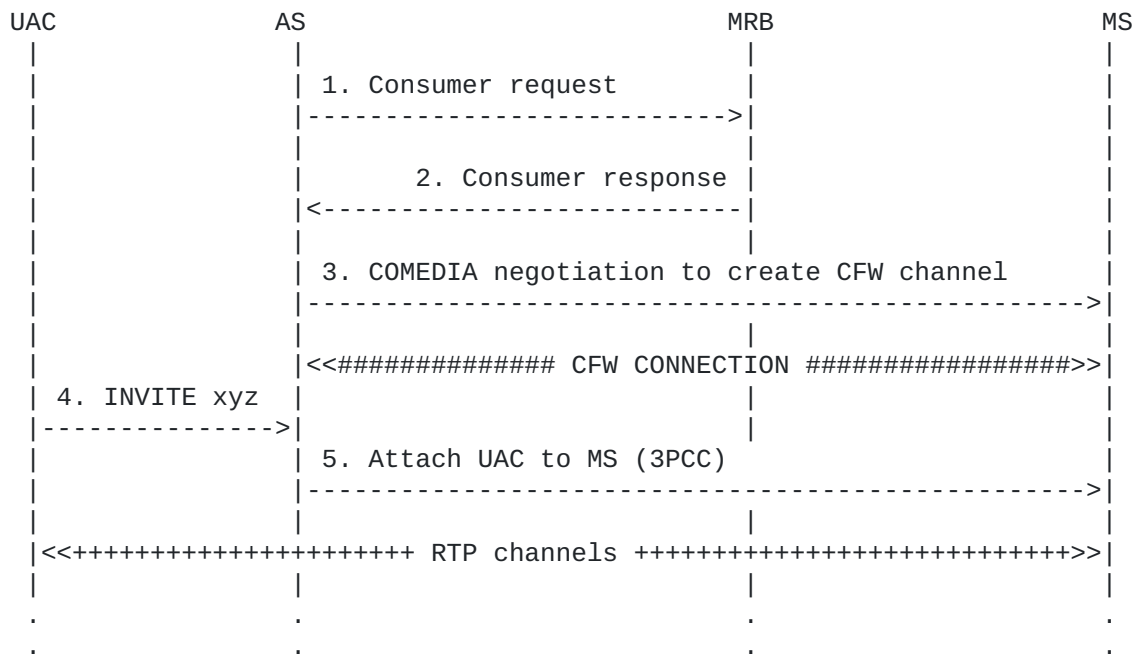 UAC AS MRB MS
1. Consumer request
2. Consumer response
3. COMEDIA negotiation to create CFW channel
<<############## CFW CONNECTION #################>>
4. INVITE xyz
5. Attach UAC to MS (3PCC)
<<++++++++++++++++++++++ RTP channels ++++++++++++++++++++++++++++>>